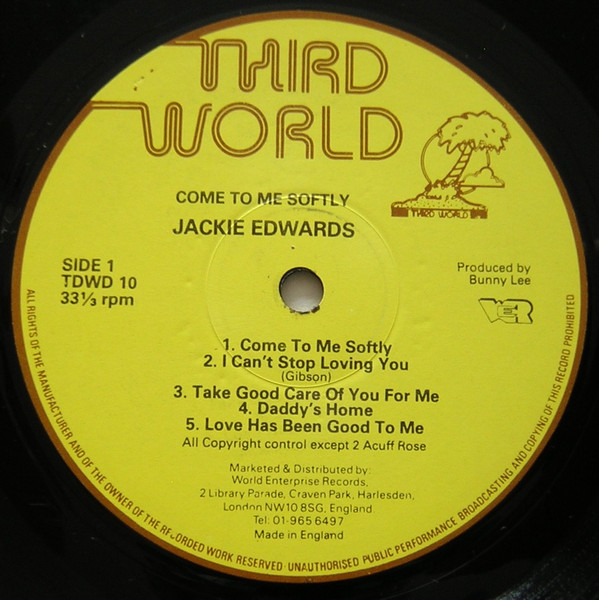 THIRD
WORLD
THIRD WORLD
COME TO ME SOFTLY
JACKIE EDWARDS
SIDE 1
TDWD 10
33⅓ rpm
Produced by
Bunny Lee
WER
1. Come To Me Softly
2. I Can't Stop Loving You
(Gibson)
3. Take Good Care Of You For Me
4. Daddy's Home
5. Love Has Been Good To Me
All Copyright control except 2 Acuff Rose
Marketed & Distributed by:
World Enterprise Records,
2 Library Parade, Craven Park, Harlesden,
London NW10 8SG, England.
Tel: 01-965 6497
Made in England
ALL RIGHTS OF THE MANUFACTURER AND OF THE OWNER OF THE RECORDED WORK RESERVED UNAUTHORISED PUBLIC PERFORMANCE BROADCASTING AND COPYING OF THIS RECORD PROHIBITED